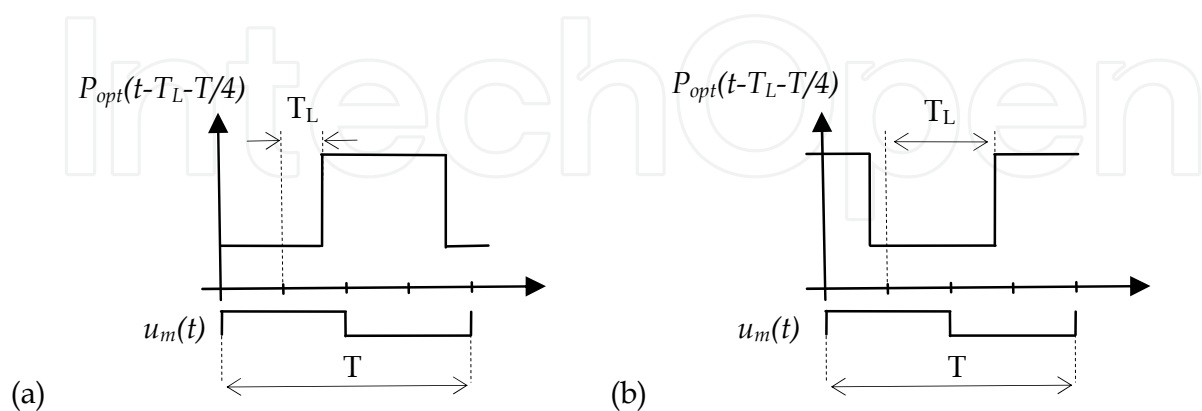 IntechOpen
P_opt(t-T_L-T/4)
T_L
u_m(t)
T
(a)
P_opt(t-T_L-T/4)
T_L
u_m(t)
T
(b)